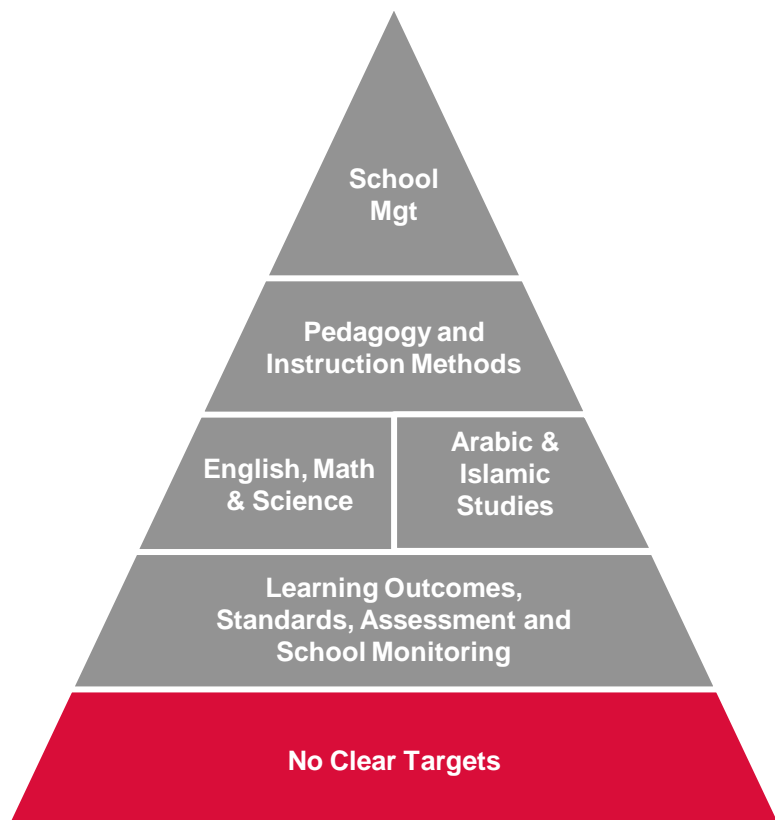 School
Mgt
Pedagogy and
Instruction Methods
English, Math
& Science
Arabic &
Islamic
Studies
Learning Outcomes,
Standards, Assessment and
School Monitoring
No Clear Targets